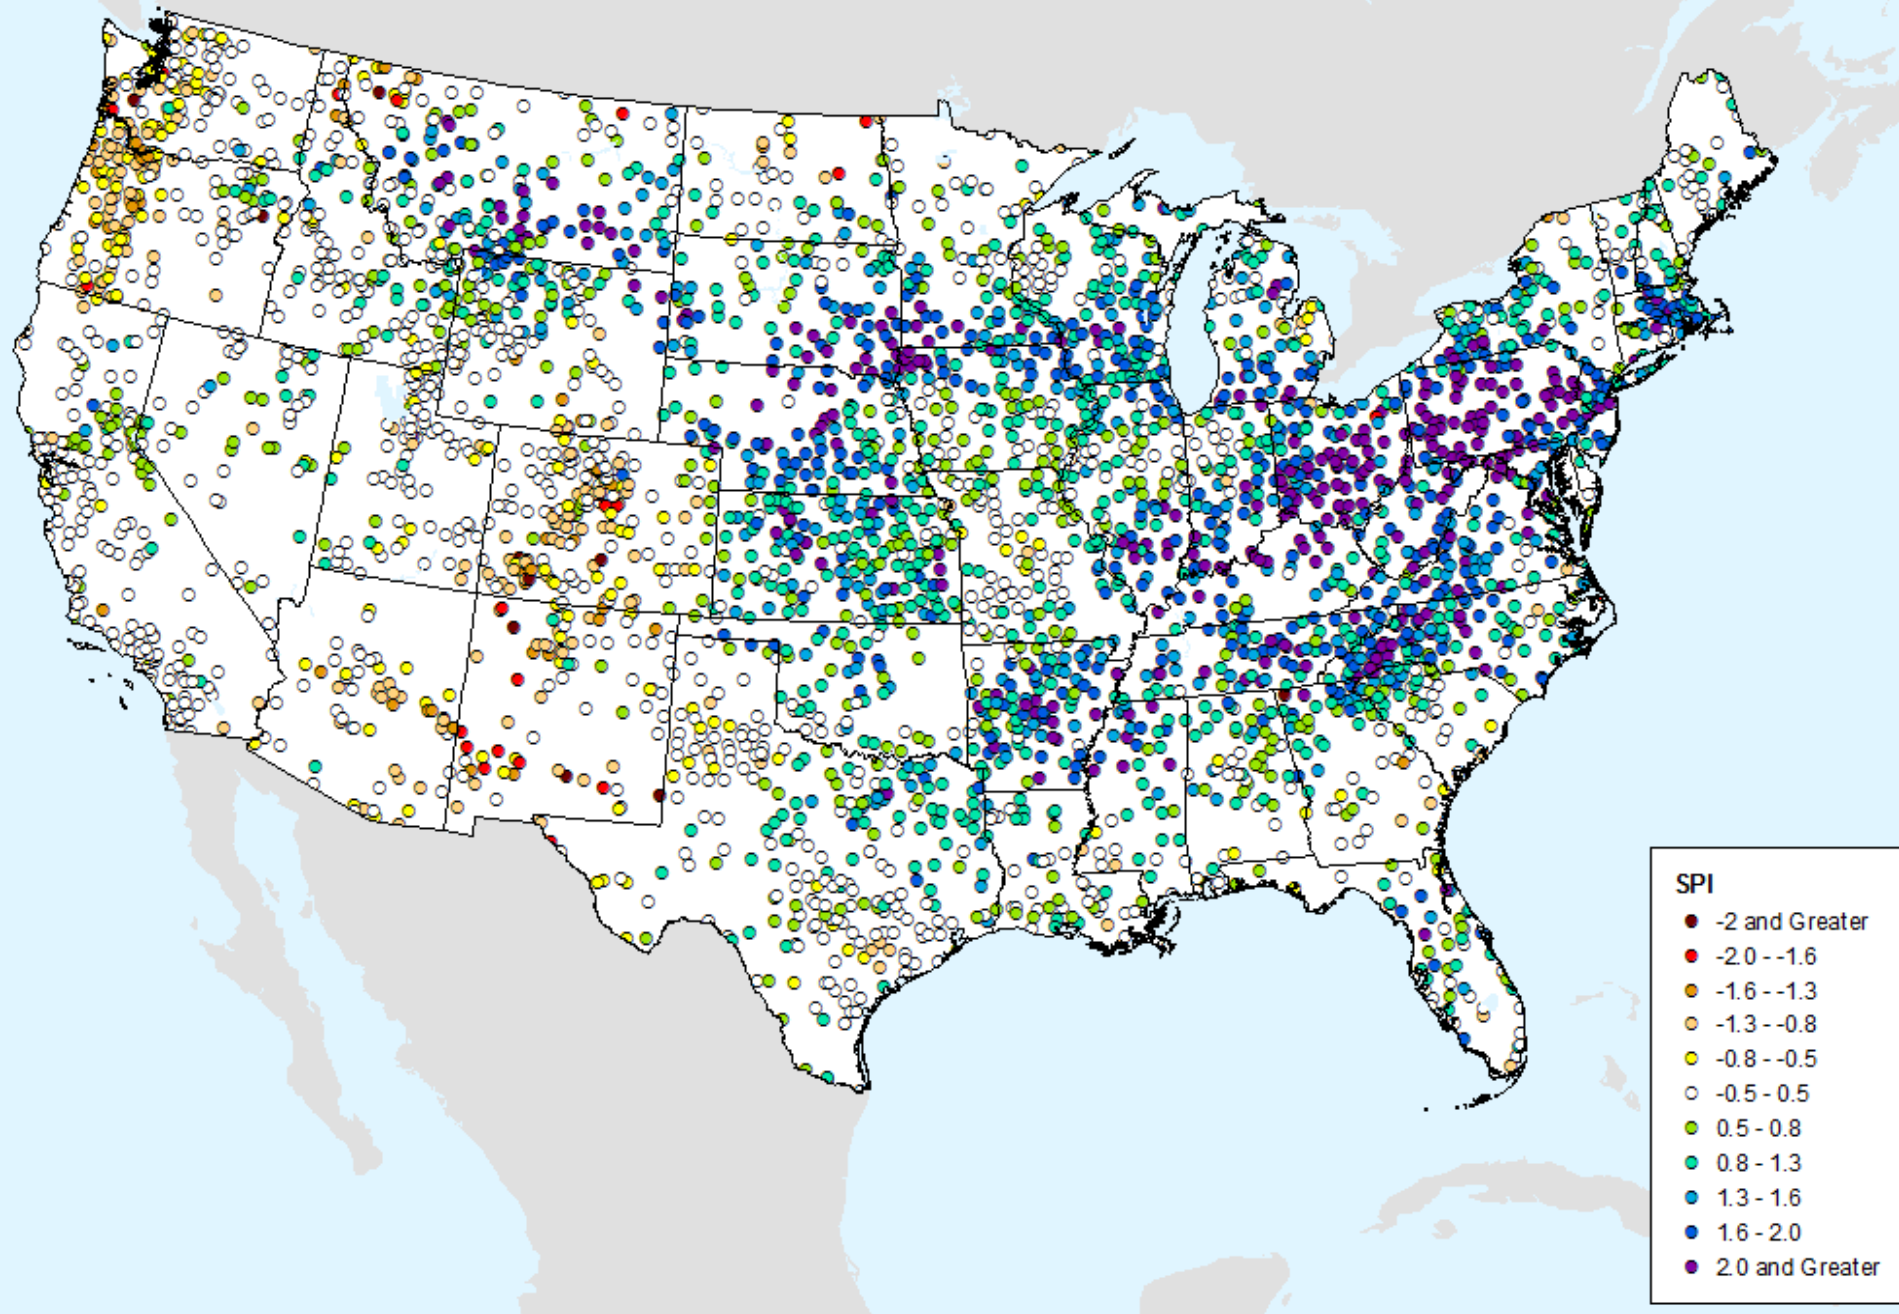 SPI
-2 and Greater
-2.0 - -1.6
-1.6 - -1.3
-1.3 - -0.8
-0.8 - -0.5
-0.5 - 0.5
0.5 - 0.8
0.8 - 1.3
1.3 - 1.6
1.6 - 2.0
2.0 and Greater